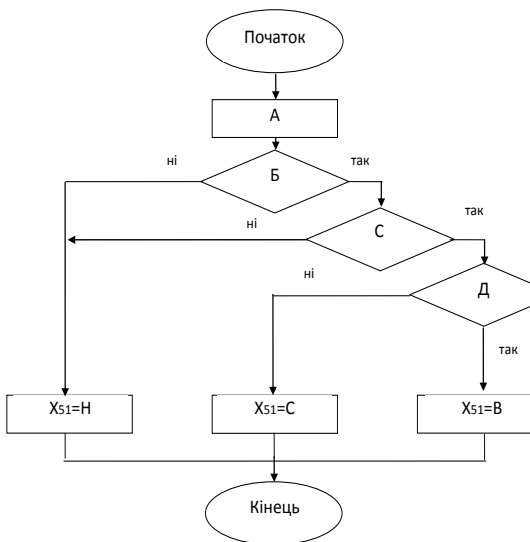 Початок
А
ні
Б
так
ні
С
так
ні
Д
так
X51=Н
X51=С
X51=В
Кінець